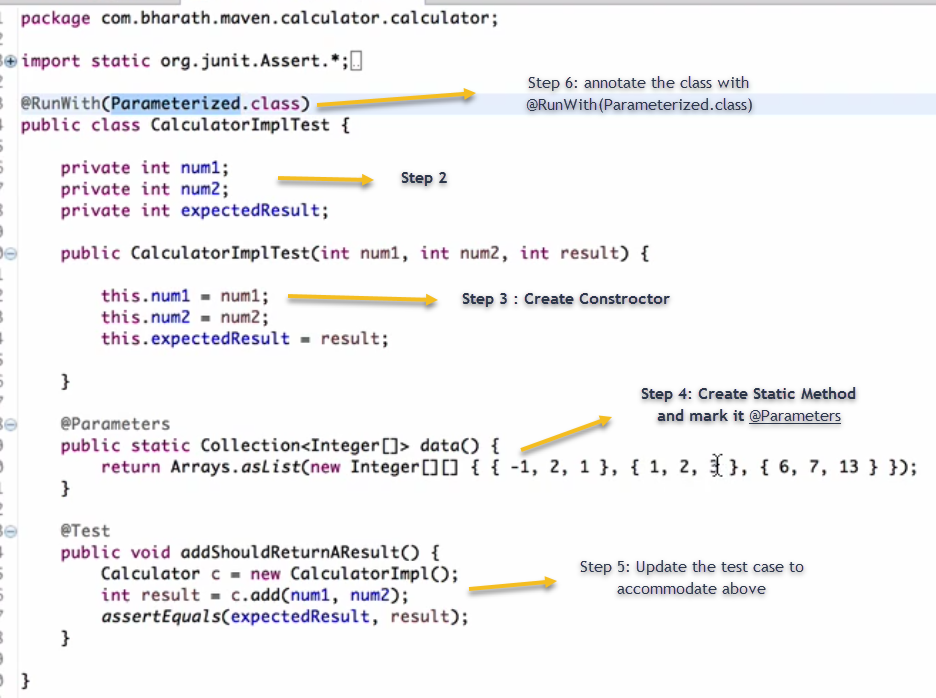 package com.bharath.maven.calculator.calculator;
import static org.junit.Assert.*;
@RunWith(Parameterized.class)
Step 6: annotate the class with
@RunWith(Parameterized.class)
public class CalculatorImplTest {
private int num1;
private int num2;
private int expectedResult;
Step 2
public CalculatorImplTest(int num1, int num2, int result) {
this.num1 = num1;
this.num2 = num2;
this.expectedResult = result;
Step 3 : Create Constroctor
}
Step 4: Create Static Method
and mark it @Parameters
@Parameters
public static Collection<Integer[]> data() {
return Arrays.asList(new Integer[][] { { -1, 2, 1 }, { 1, 2, 3 }, { 6, 7, 13 } });
}
@Test
public void addShouldReturnAResult() {
Calculator c = new CalculatorImpl();
int result = c.add(num1, num2);
assertEquals(expectedResult, result);
Step 5: Update the test case to
accommodate above
}
}